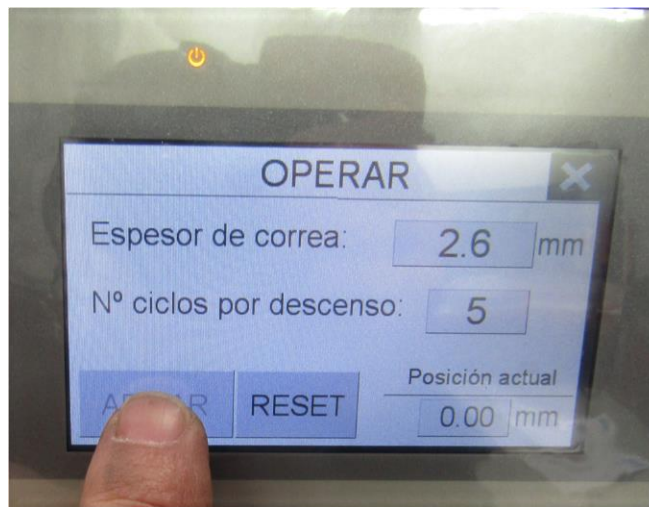 OPERAR
Espesor de correa: 2.6 mm
Nº ciclos por descenso: 5
RESET
Posición actual
0.00 mm